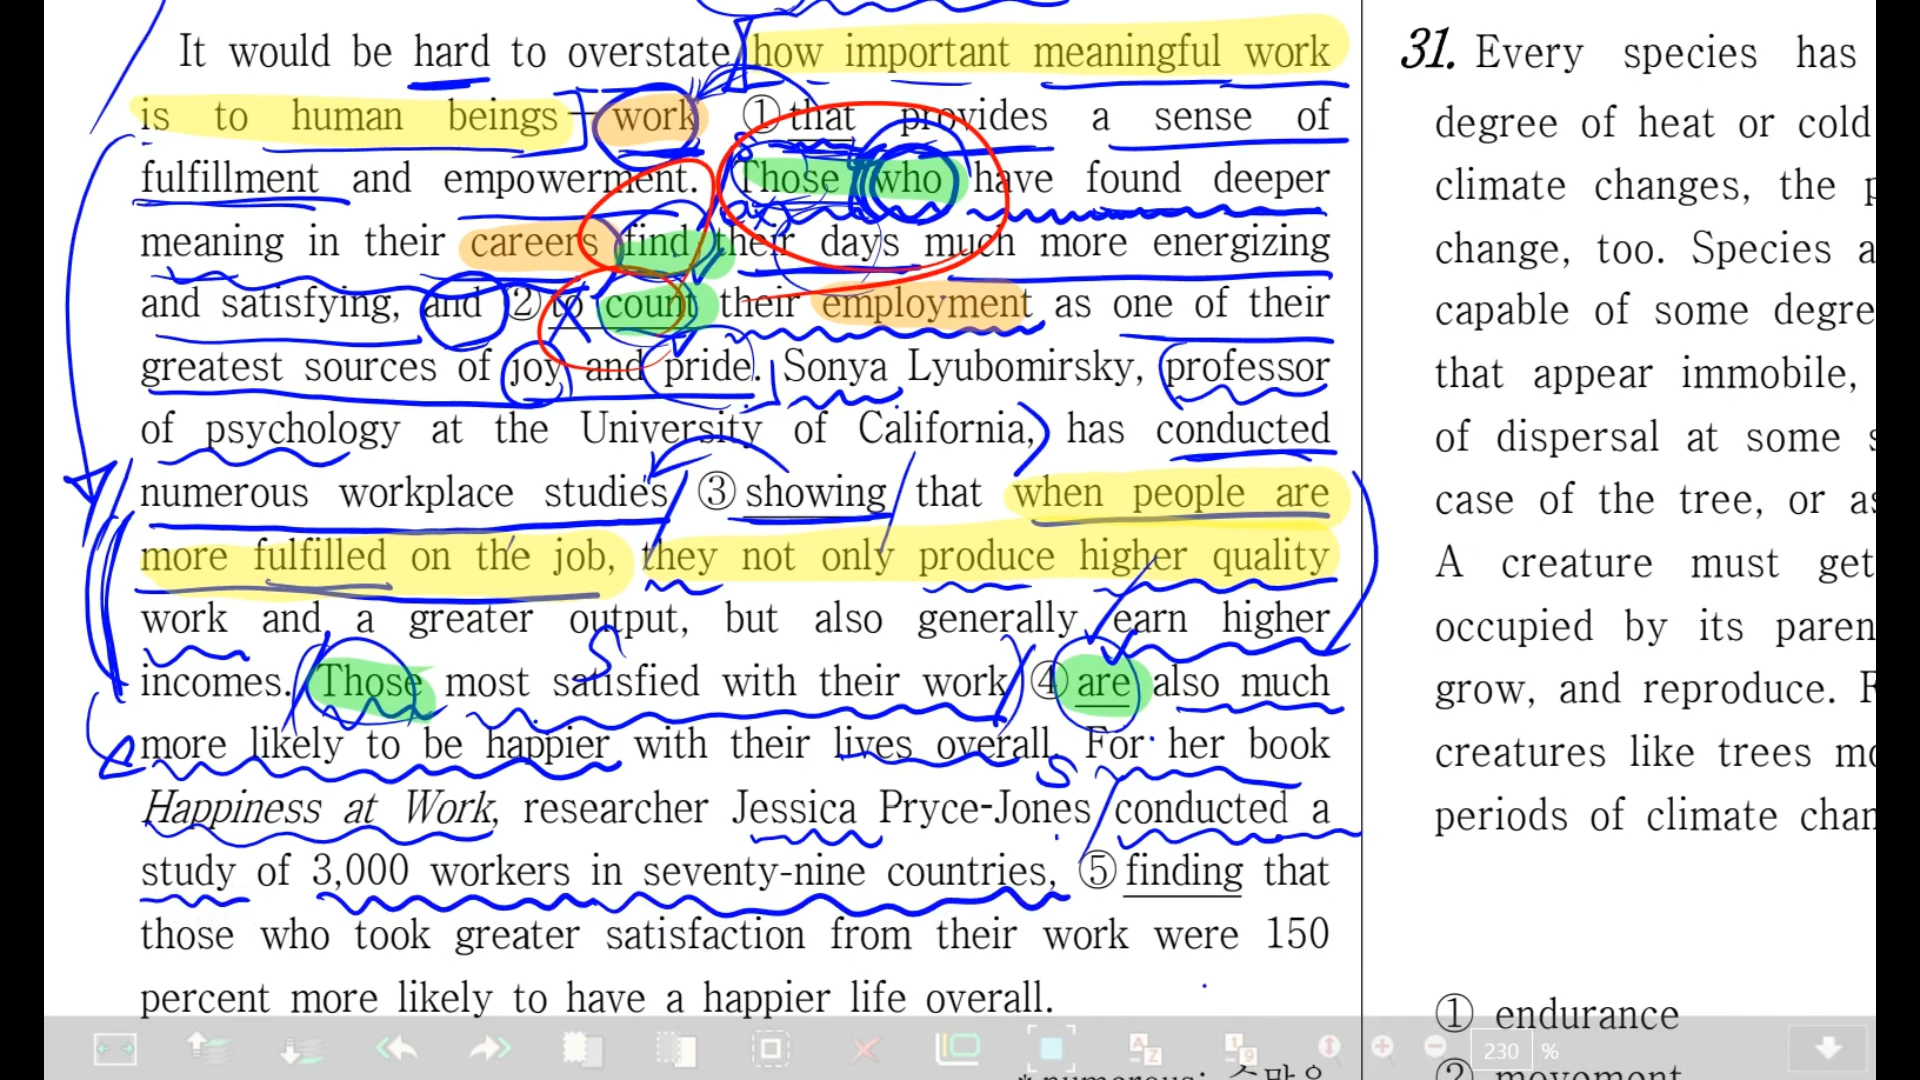 It would be hard to overstate how important meaningful work
is to human beings — work ① that provides a sense of
fulfillment and empowerment. Those who have found deeper
meaning in their careers find their days much more energizing
and satisfying, and ② to count their employment as one of their
greatest sources of joy and pride. Sonya Lyubomirsky, professor
of psychology at the University of California, has conducted
numerous workplace studies ③ showing that when people are
more fulfilled on the job, they not only produce higher quality
work and a greater output, but also generally earn higher
incomes. Those most satisfied with their work ④ are also much
more likely to be happier with their lives overall. For her book
Happiness at Work, researcher Jessica Pryce-Jones conducted a
study of 3,000 workers in seventy-nine countries, ⑤ finding that
those who took greater satisfaction from their work were 150
percent more likely to have a happier life overall.
S
S
31. Every species has
degree of heat or cold
climate changes, the p
change, too. Species a
capable of some degre
that appear immobile,
of dispersal at some s
case of the tree, or as
A creature must get
occupied by its paren
grow, and reproduce. F
creatures like trees mo
periods of climate chan
① endurance
② movement
230 %
* numerous: 수많은